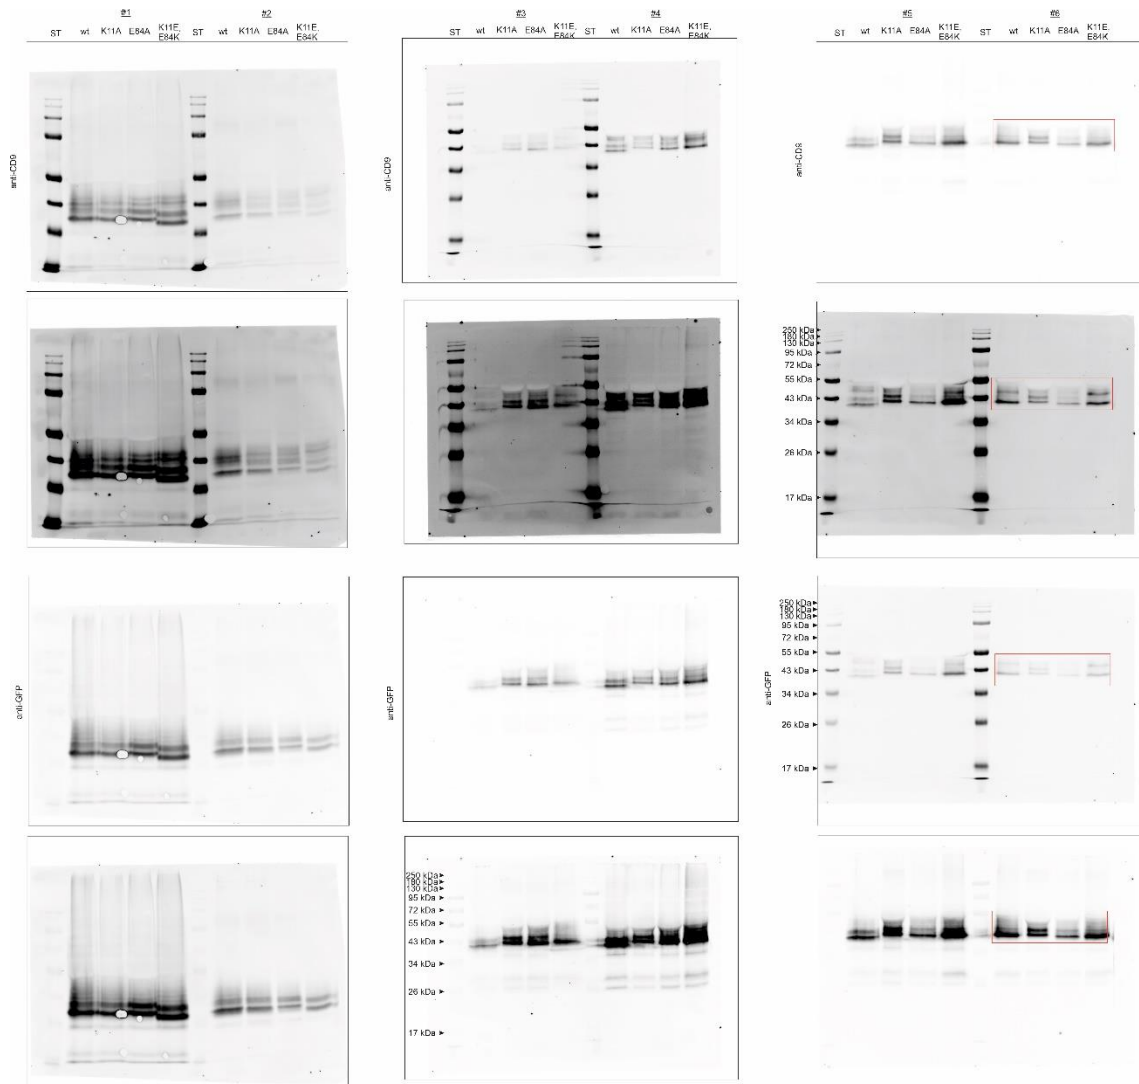 #1 #2
ST wt K11A E84A K11E, E84K ST wt K11A E84A K11E, E84K
#3 #4
ST wt K11A E84A K11E, E84K ST wt K11A E84A K11E, E84K
#5 #6
ST wt K11A E84A K11E, E84K ST wt K11A E84A K11E, E84K
anti-CD9
anti-CD9
anti-CD9
250 kDa
180 kDa
130 kDa
95 kDa
72 kDa
55 kDa
43 kDa
34 kDa
26 kDa
17 kDa
anti-GFP
anti-GFP
anti-GFP
250 kDa
180 kDa
130 kDa
95 kDa
72 kDa
55 kDa
43 kDa
34 kDa
26 kDa
17 kDa
250 kDa
180 kDa
130 kDa
95 kDa
72 kDa
55 kDa
43 kDa
34 kDa
26 kDa
17 kDa